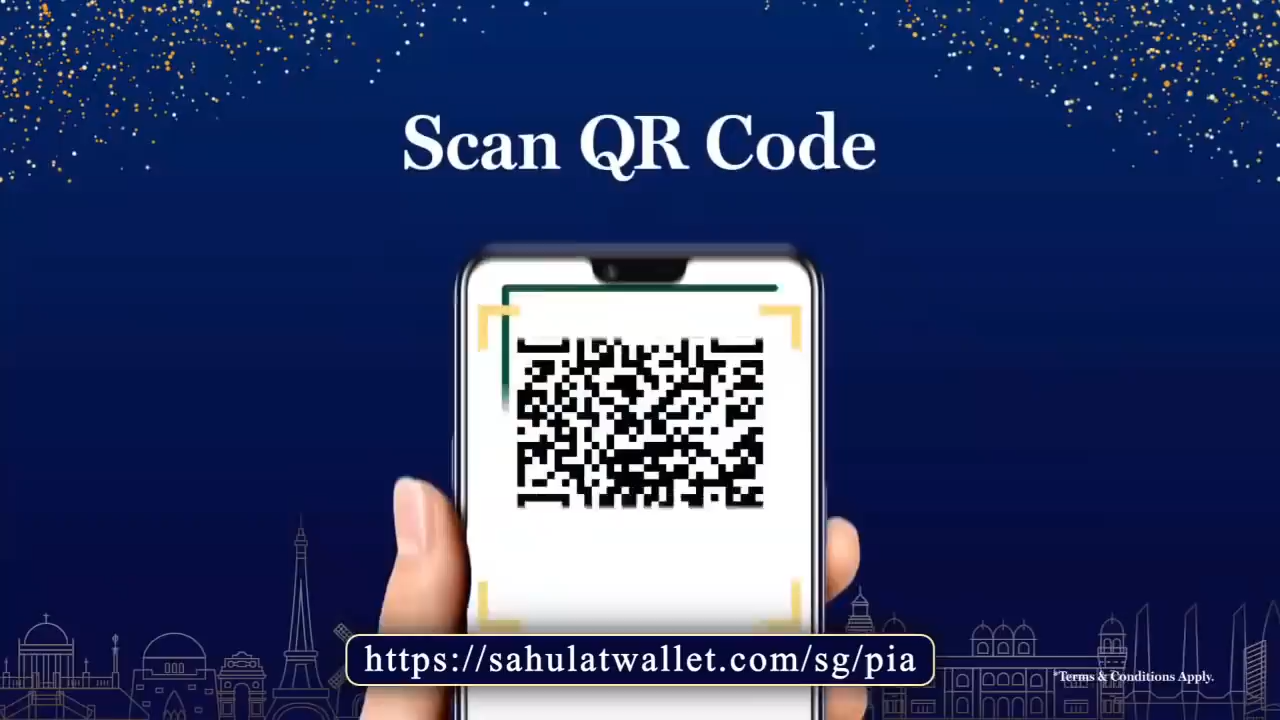 Scan QR Code
https://sahulatwallet.com/sg/pia
*Terms & Conditions Apply.